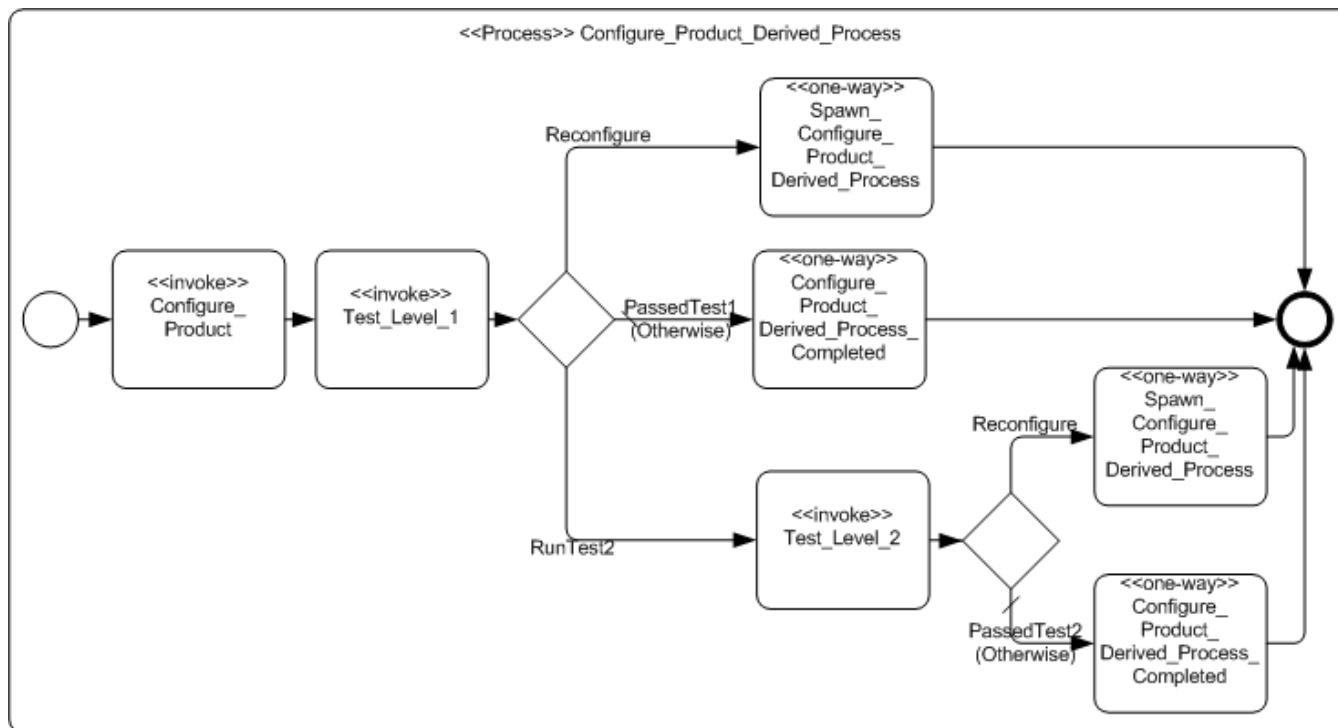 <<Process>> Configure_Product_Derived_Process
<<one-way>>
Spawn_
Configure_
Product_
Derived_Process
Reconfigure
<<invoke>>
Configure_
Product
<<invoke>>
Test_Level_1
PassedTest1
(Otherwise)
<<one-way>>
Configure_
Product_
Derived_Process_
Completed
RunTest2
<<invoke>>
Test_Level_2
Reconfigure
<<one-way>>
Spawn_
Configure_
Product_
Derived_Process
PassedTest2
(Otherwise)
<<one-way>>
Configure_
Product_
Derived_Process_
Completed